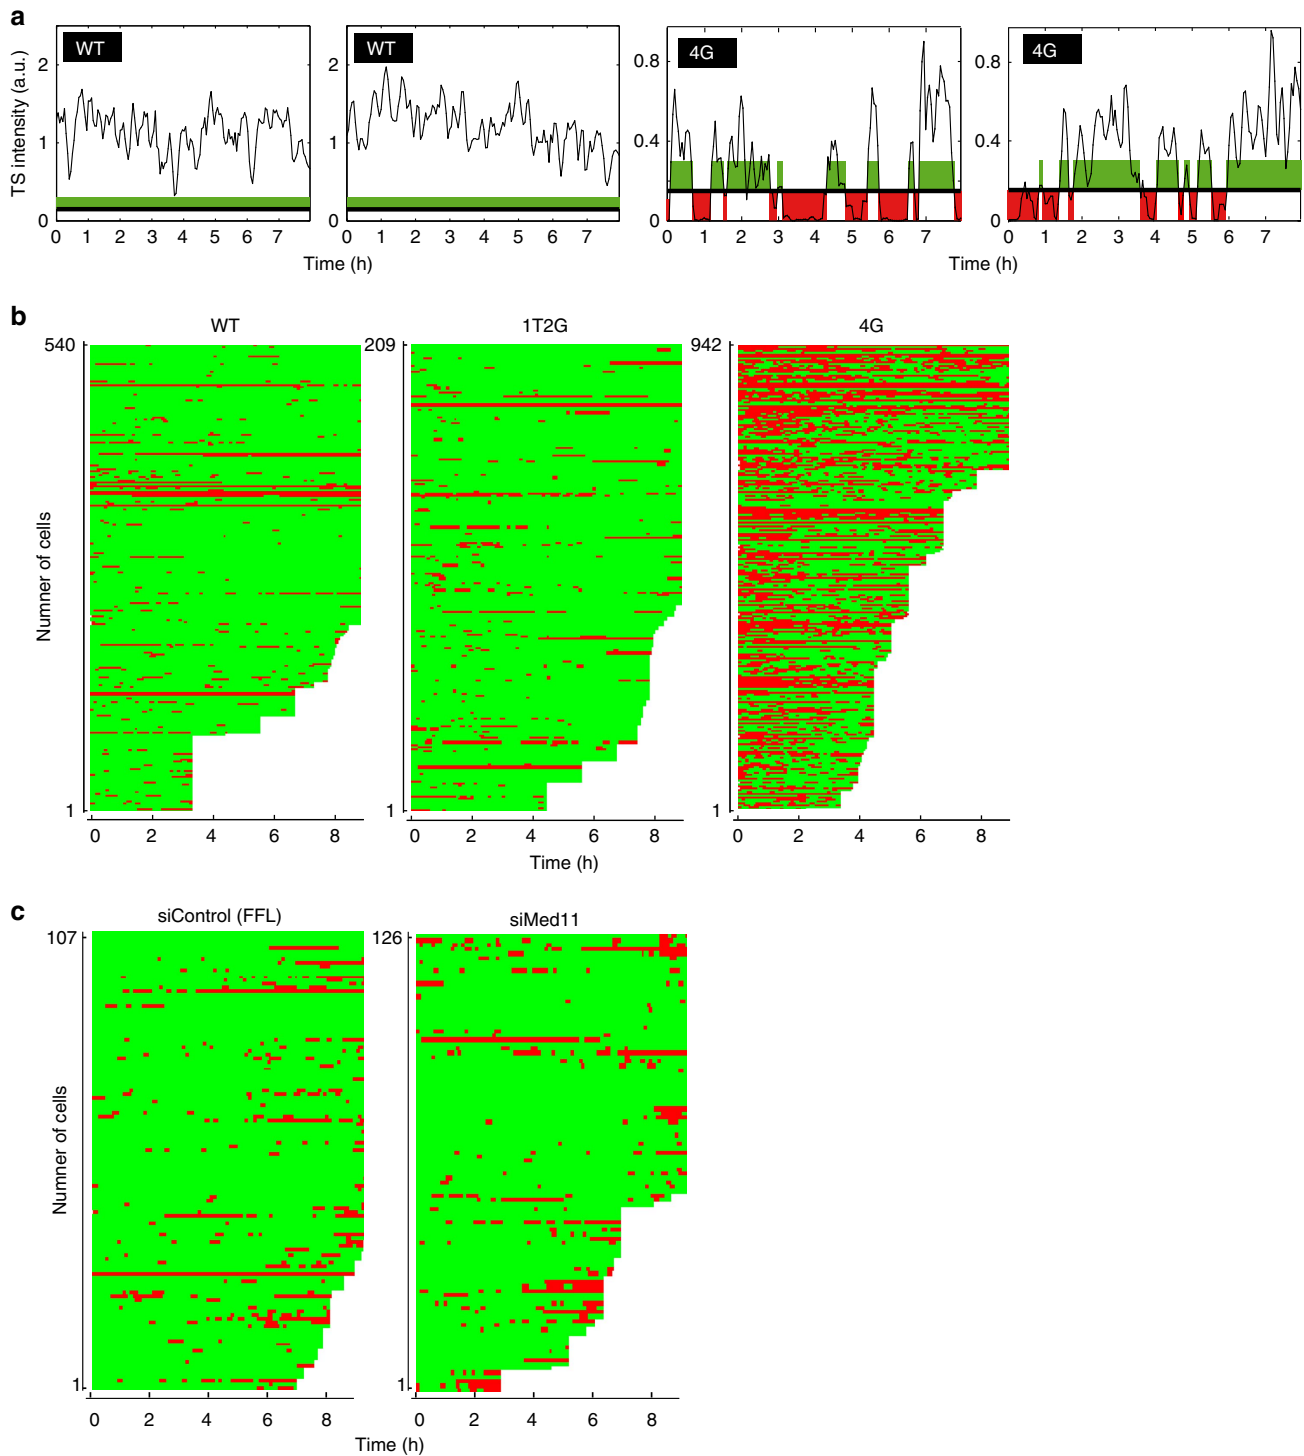 a
WT
WT
4G
4G
TS intensity (a.u.)
2
1
0
2
1
0
0.8
0.4
0
0.8
0.4
0
0 1 2 3 4 5 6 7
0 1 2 3 4 5 6 7
0 1 2 3 4 5 6 7
0 1 2 3 4 5 6 7
Time (h)
Time (h)
b
WT
1T2G
4G
540
209
942
Numner of cells
1
1
1
0 2 4 6 8
0 2 4 6 8
0 2 4 6 8
Time (h)
c
siControl (FFL)
siMed11
107
126
Numner of cells
1
1
0 2 4 6 8
0 2 4 6 8
Time (h)